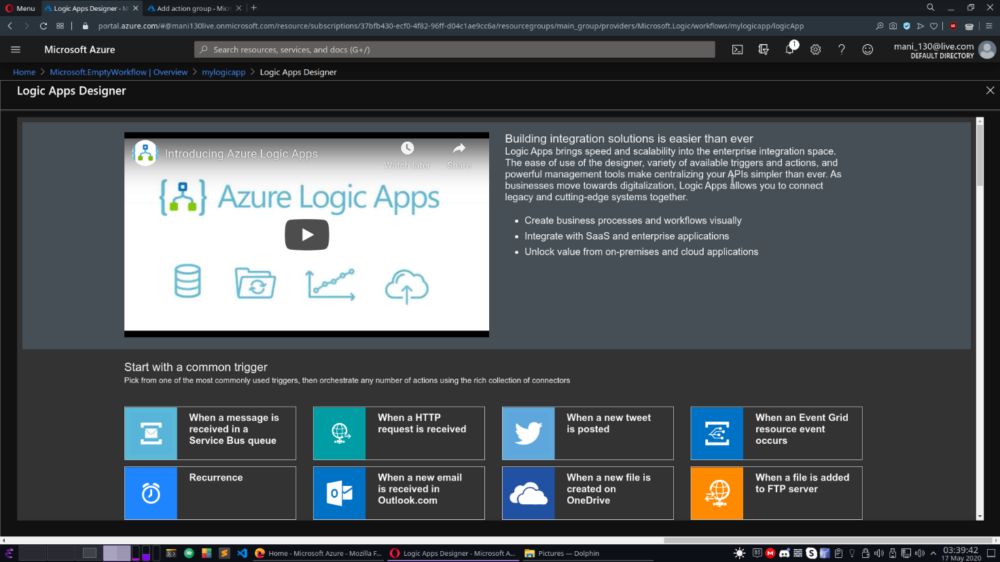 Menu
Logic Apps Designer - M
Add action group - Micr
portal.azure.com/#@mani130live.onmicrosoft.com/resource/subscriptions/37bfb430-ecf0-4f82-96ff-d04c1ae9cc6a/resourcegroups/main_group/providers/Microsoft.Logic/workflows/mylogicapp/logicApp
Microsoft Azure
Search resources, services, and docs (G+/)
1
mani_130@live.com
DEFAULT DIRECTORY
Home > Microsoft.EmptyWorkflow | Overview > mylogicapp > Logic Apps Designer
Logic Apps Designer
Introducing Azure Logic Apps
Watch later
Share
Azure Logic Apps
Building integration solutions is easier than ever
Logic Apps brings speed and scalability into the enterprise integration space.
The ease of use of the designer, variety of available triggers and actions, and
powerful management tools make centralizing your APIs simpler than ever. As
businesses move towards digitalization, Logic Apps allows you to connect
legacy and cutting-edge systems together.
• Create business processes and workflows visually
• Integrate with SaaS and enterprise applications
• Unlock value from on-premises and cloud applications
Start with a common trigger
Pick from one of the most commonly used triggers, then orchestrate any number of actions using the rich collection of connectors
When a message is
received in a
Service Bus queue
When a HTTP
request is received
When a new tweet
is posted
When an Event Grid
resource event
occurs
Recurrence
When a new email
is received in
Outlook.com
When a new file is
created on
OneDrive
When a file is added
to FTP server
Home - Microsoft Azure - Mozilla F...
Logic Apps Designer - Microsoft A...
Pictures — Dolphin
03:39:42
17 May 2020